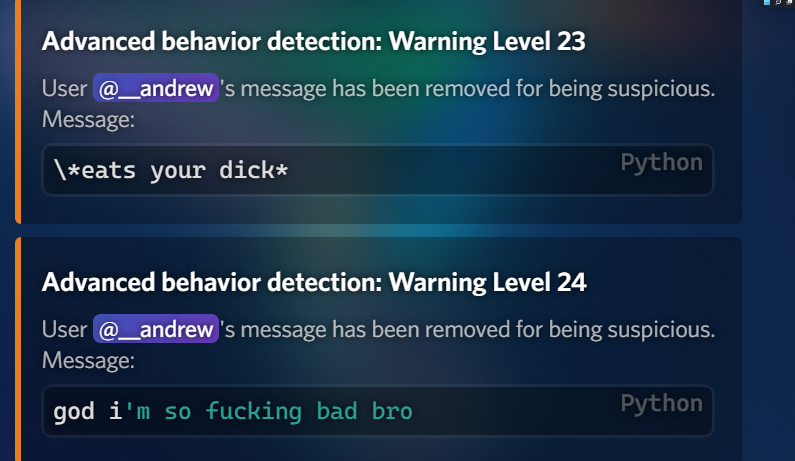 Advanced behavior detection: Warning Level 23
User @__andrew's message has been removed for being suspicious.
Message:
Python
\*eats your dick*
Advanced behavior detection: Warning Level 24
User @__andrew's message has been removed for being suspicious.
Message:
Python
god i'm so fucking bad bro